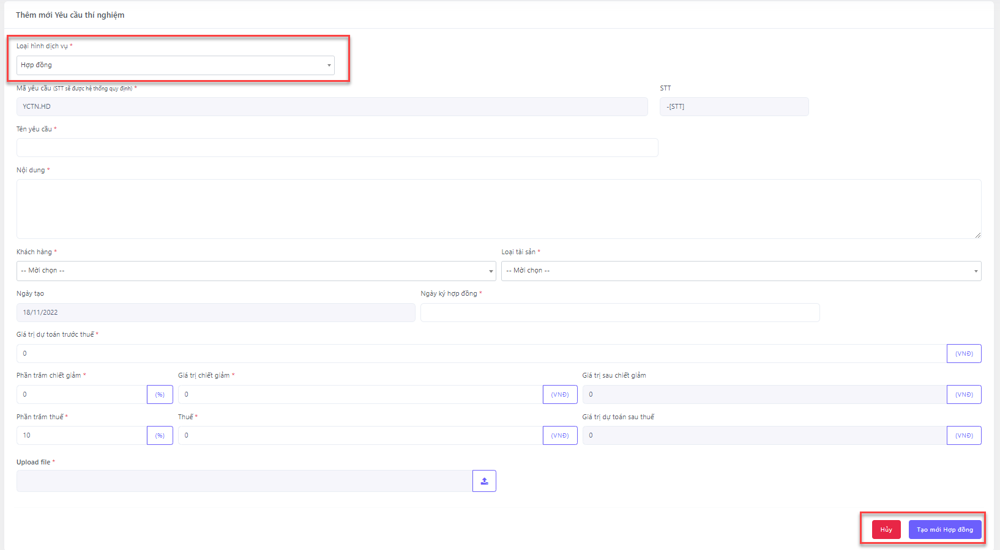 Thêm mới Yêu cầu thí nghiệm
Loại hình dịch vụ *
Hợp đồng
Mã yêu cầu (STT sẽ được hệ thống quy định) * STT
YCTN.HD -[STT]
Tên yêu cầu *
Nội dung *
Khách hàng * Loại tài sản *
-- Mời chọn -- -- Mời chọn --
Ngày tạo Ngày ký hợp đồng *
18/11/2022
Giá trị dự toán trước thuế *
0 (VNĐ)
Phần trăm chiết giảm * Giá trị chiết giảm * Giá trị sau chiết giảm
0 (%) 0 (VNĐ) 0 (VNĐ)
Phần trăm thuế * Thuế * Giá trị dự toán sau thuế
10 (%) 0 (VNĐ) 0 (VNĐ)
Upload file *
Hủy Tạo mới Hợp đồng